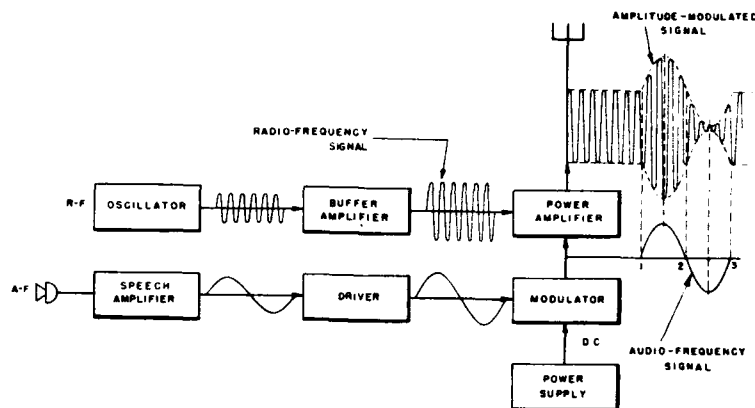 AMPLITUDE-MODULATED
SIGNAL
RADIO-FREQUENCY
SIGNAL
R-F
OSCILLATOR
BUFFER
AMPLIFIER
POWER
AMPLIFIER
1 2 3
A-F
SPEECH
AMPLIFIER
DRIVER
MODULATOR
DC
AUDIO-FREQUENCY
SIGNAL
POWER
SUPPLY